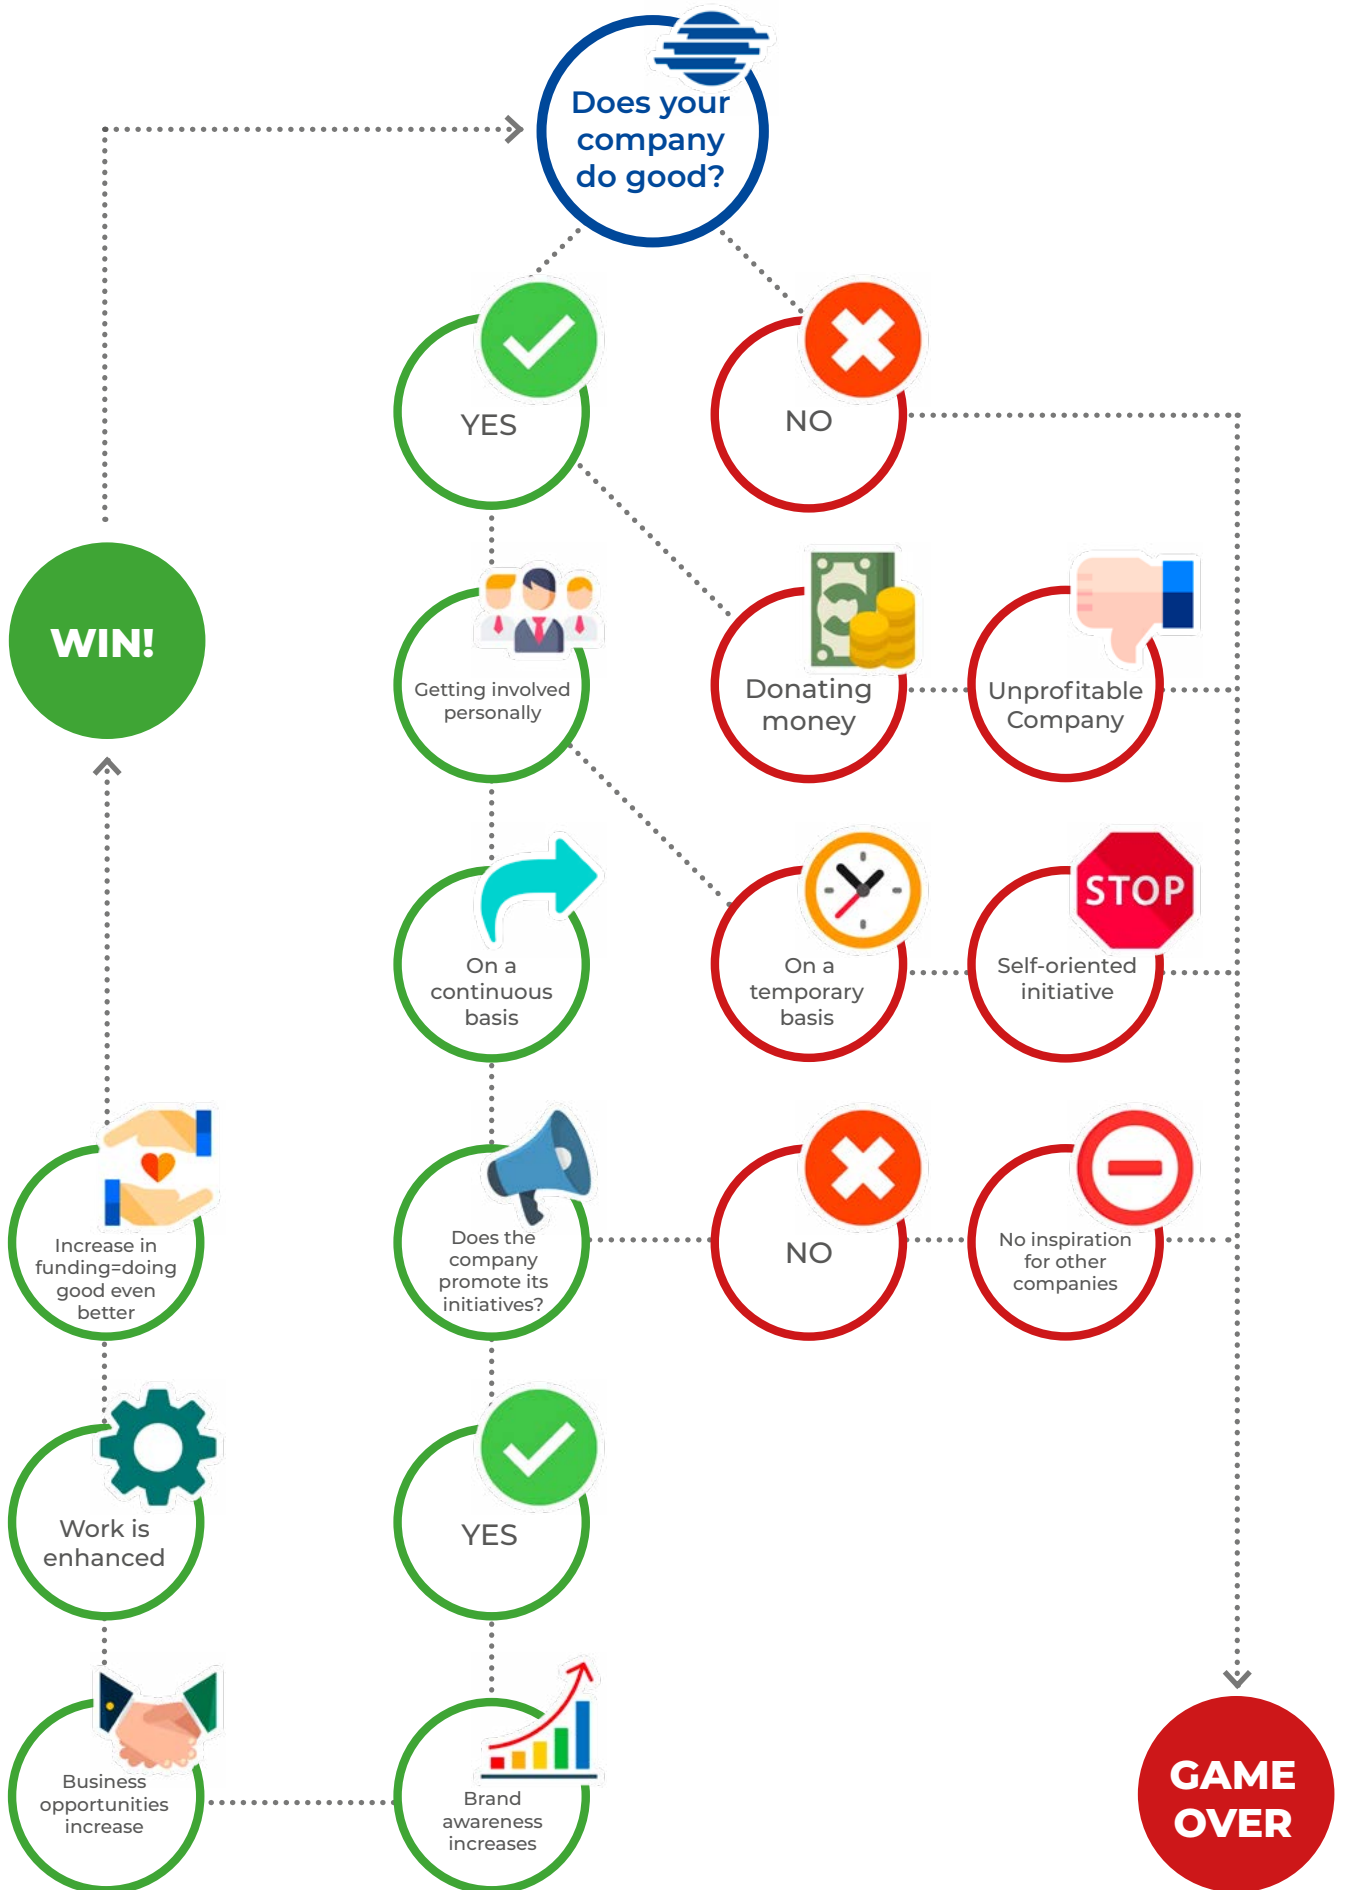 Does your
company
do good?
YES
NO
WIN!
Getting involved
personally
Donating
money
Unprofitable
Company
On a
continuous
basis
On a
temporary
basis
STOP
Self-oriented
initiative
Increase in
funding=doing
good even
better
Does the
company
promote its
initiatives?
NO
No inspiration
for other
companies
Work is
enhanced
YES
Business
opportunities
increase
Brand
awareness
increases
GAME
OVER